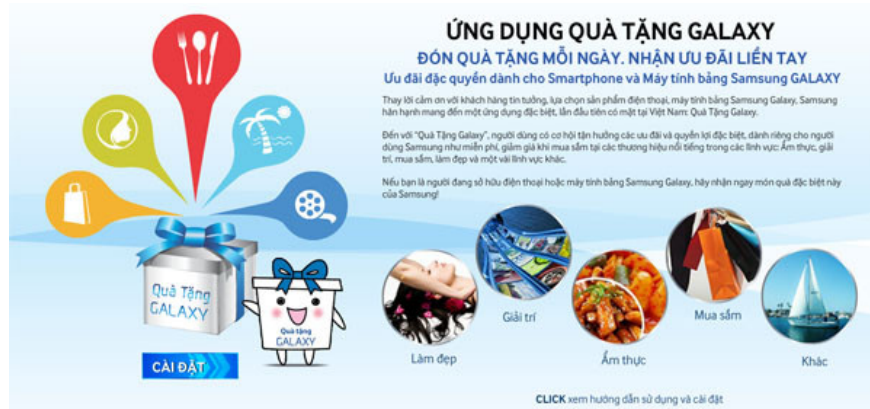 ỨNG DỤNG QUÀ TẶNG GALAXY
ĐÓN QUÀ TẶNG MỖI NGÀY. NHẬN ƯU ĐÃI LIỀN TAY
Ưu đãi đặc quyền dành cho Smartphone và Máy tính bảng Samsung GALAXY
Thay lời cảm ơn với khách hàng tin tưởng, lựa chọn sản phẩm điện thoại, máy tính bảng Samsung Galaxy, Samsung
hân hạnh mang đến một ứng dụng đặc biệt, lần đầu tiên có mặt tại Việt Nam: Quà Tặng Galaxy.
Đến với "Quà Tặng Galaxy", người dùng có cơ hội tận hưởng các ưu đãi và quyền lợi đặc biệt, dành riêng cho người
dùng Samsung như miễn phí, giảm giá khi mua sắm tại các thương hiệu nổi tiếng trong các lĩnh vực: Ẩm thực, giải
trí, mua sắm, làm đẹp và một vài lĩnh vực khác.
Nếu bạn là người đang sở hữu điện thoại hoặc máy tính bảng Samsung Galaxy, hãy nhận ngay món quà đặc biệt này
của Samsung!
Quà Tặng
GALAXY
Quà tặng
GALAXY
CÀI ĐẶT
Làm đẹp
Giải trí
Ẩm thực
Mua sắm
Khác
CLICK xem hướng dẫn sử dụng và cài đặt